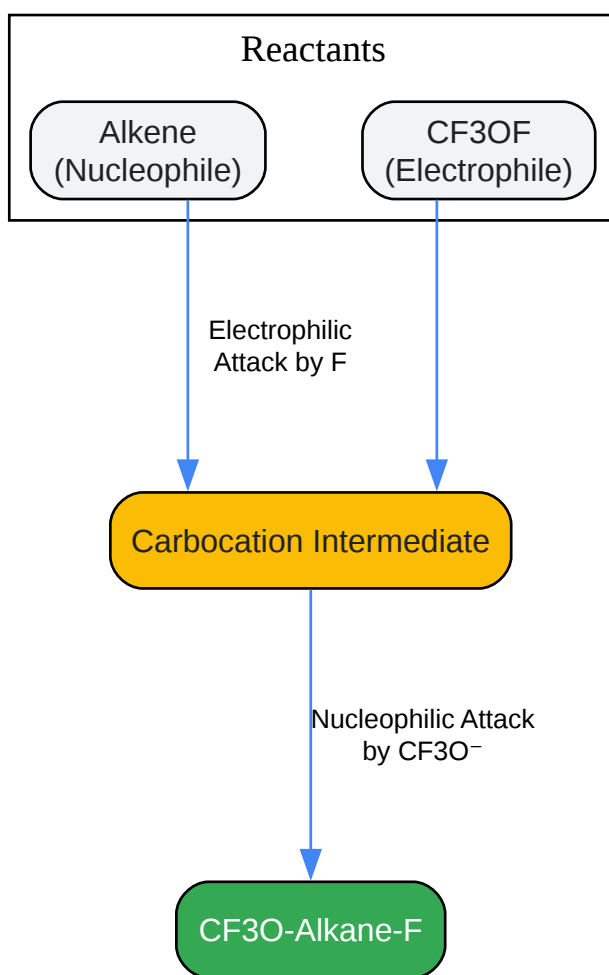 Reactants
Alkene
(Nucleophile)
CF3OF
(Electrophile)
Electrophilic
Attack by F
Carbocation Intermediate
Nucleophilic Attack
by CF3O⁻
CF3O-Alkane-F